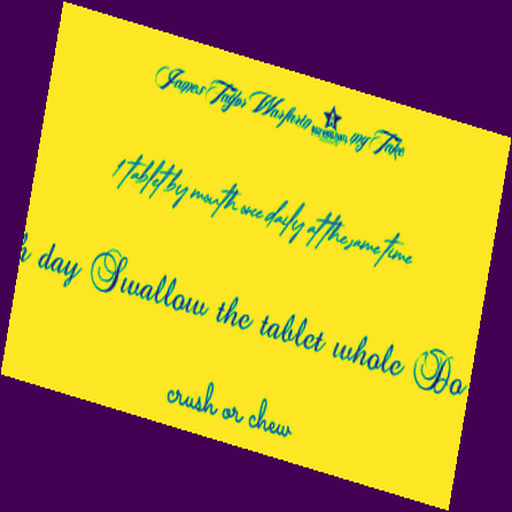 James Taylor Warfarin mg Take
1 tablet by mouth once daily at the same time
day Swallow the tablet whole Do
crush or chew